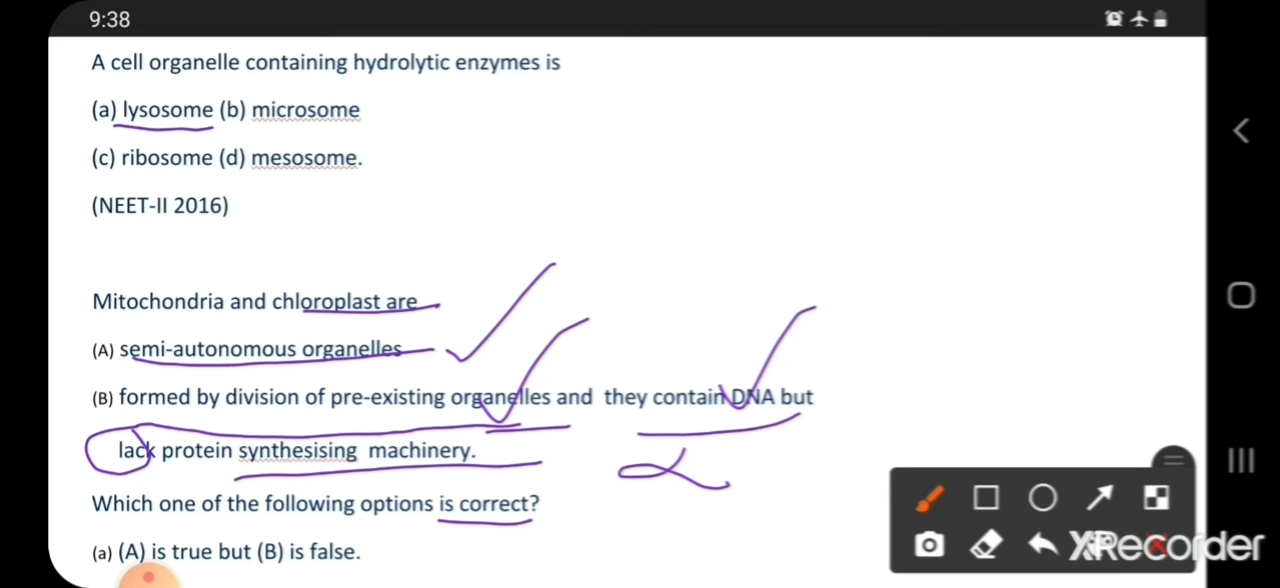 9:38
A cell organelle containing hydrolytic enzymes is
(a) lysosome (b) microsome
(c) ribosome (d) mesosome.
(NEET-II 2016)
Mitochondria and chloroplast are
(A) semi-autonomous organelles
(B) formed by division of pre-existing organelles and they contain DNA but
lack protein synthesising machinery.
Which one of the following options is correct?
(a) (A) is true but (B) is false.
XRecorder